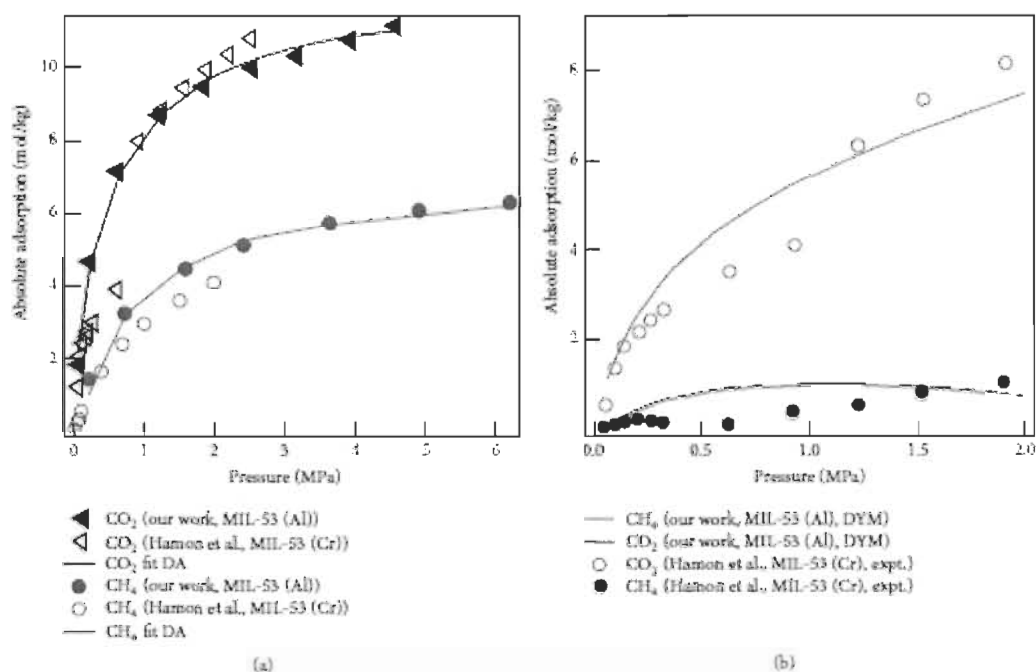 10
8
6
4
2
0
1
2
3
4
5
6
Absolute adsorption (mol/kg)
Pressure (MPa)
CO₂ (our work, MIL-53 (Al))
CO₂ (Hamon et al., MIL-53 (Cr))
CO₂ fit DA
CH₄ (our work, MIL-53 (Al))
CH₄ (Hamon et al., MIL-53 (Cr))
CH₄ fit DA
(a)
8
6
4
2
0.0
0.5
1.0
1.5
2.0
Absolute adsorption (mol/kg)
Pressure (MPa)
CH₄ (our work, MIL-53 (Al), DYM)
CO₂ (our work, MIL-53 (Al), DYM)
CO₂ (Hamon et al., MIL-53 (Cr), expt.)
CH₄ (Hamon et al., MIL-53 (Cr), expt.)
(b)